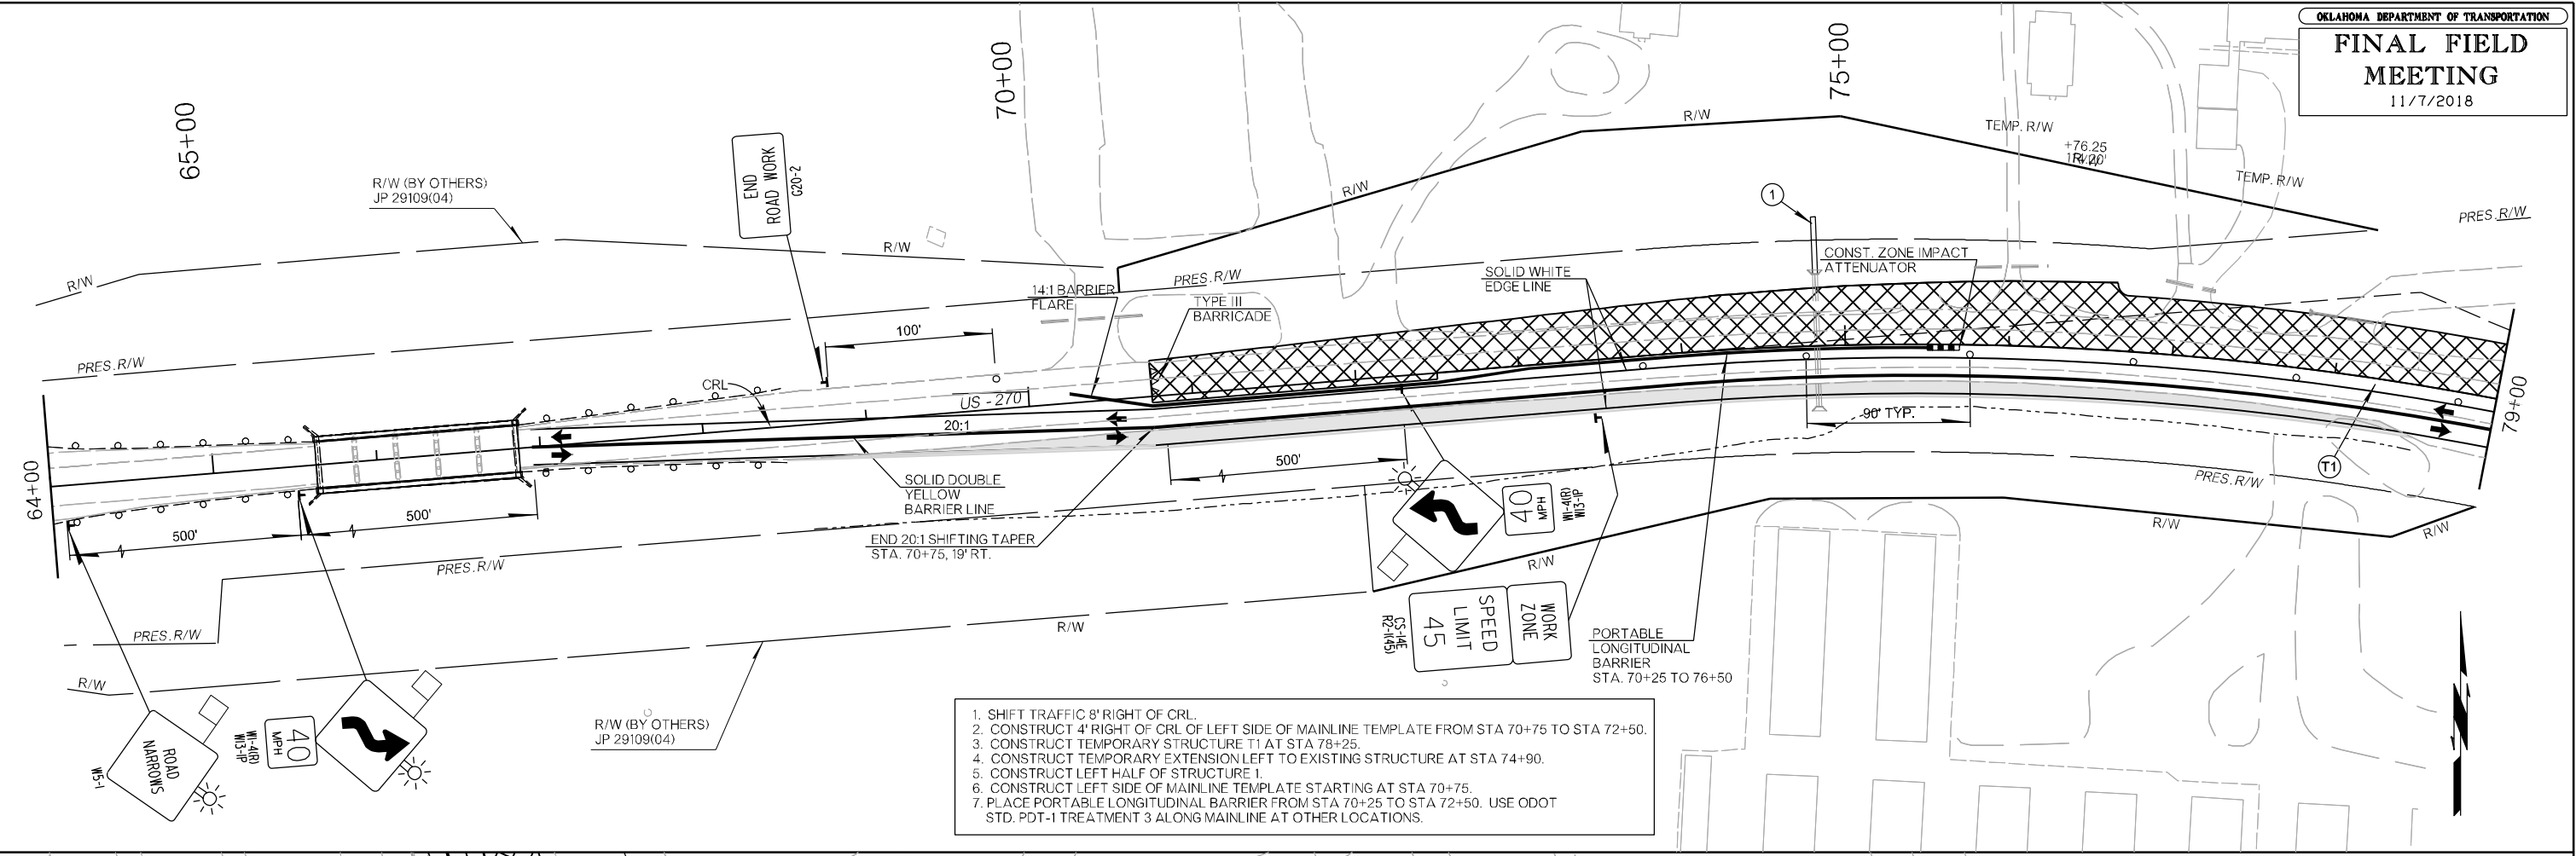 OKLAHOMA DEPARTMENT OF TRANSPORTATION
FINAL FIELD
MEETING
11/7/2018
65+00
70+00
75+00
64+00
79+00
R/W (BY OTHERS)
JP 29109(04)
R/W
R/W
PRES. R/W
END
ROAD WORK
G20-2
100'
CRL
US - 270
20:1
14:1 BARRIER
FLARE
TYPE III
BARRICADE
PRES. R/W
R/W
R/W
SOLID WHITE
EDGE LINE
1
CONST. ZONE IMPACT
ATTENUATOR
TEMP. R/W
+76.25
TEMP. R/W
PRES. R/W
90' TYP.
T1
PRES. R/W
R/W
R/W
500'
500'
500'
SOLID DOUBLE
YELLOW
BARRIER LINE
END 20:1 SHIFTING TAPER
STA. 70+75, 19' RT.
PRES. R/W
PRES. R/W
R/W
R/W
R/W
40
MPH
W1-4(R)
W13-1P
WORK
ZONE
SPEED
LIMIT
45
CS-14E
R2-1(45)
PORTABLE
LONGITUDINAL
BARRIER
STA. 70+25 TO 76+50
ROAD
NARROWS
W5-1
40
MPH
W1-4(R)
W13-1P
R/W (BY OTHERS)
JP 29109(04)
1. SHIFT TRAFFIC 8' RIGHT OF CRL.
2. CONSTRUCT 4' RIGHT OF CRL OF LEFT SIDE OF MAINLINE TEMPLATE FROM STA 70+75 TO STA 72+50.
3. CONSTRUCT TEMPORARY STRUCTURE T1 AT STA 78+25.
4. CONSTRUCT TEMPORARY EXTENSION LEFT TO EXISTING STRUCTURE AT STA 74+90.
5. CONSTRUCT LEFT HALF OF STRUCTURE 1.
6. CONSTRUCT LEFT SIDE OF MAINLINE TEMPLATE STARTING AT STA 70+75.
7. PLACE PORTABLE LONGITUDINAL BARRIER FROM STA 70+25 TO STA 72+50. USE ODOT
STD. PDT-1 TREATMENT 3 ALONG MAINLINE AT OTHER LOCATIONS.